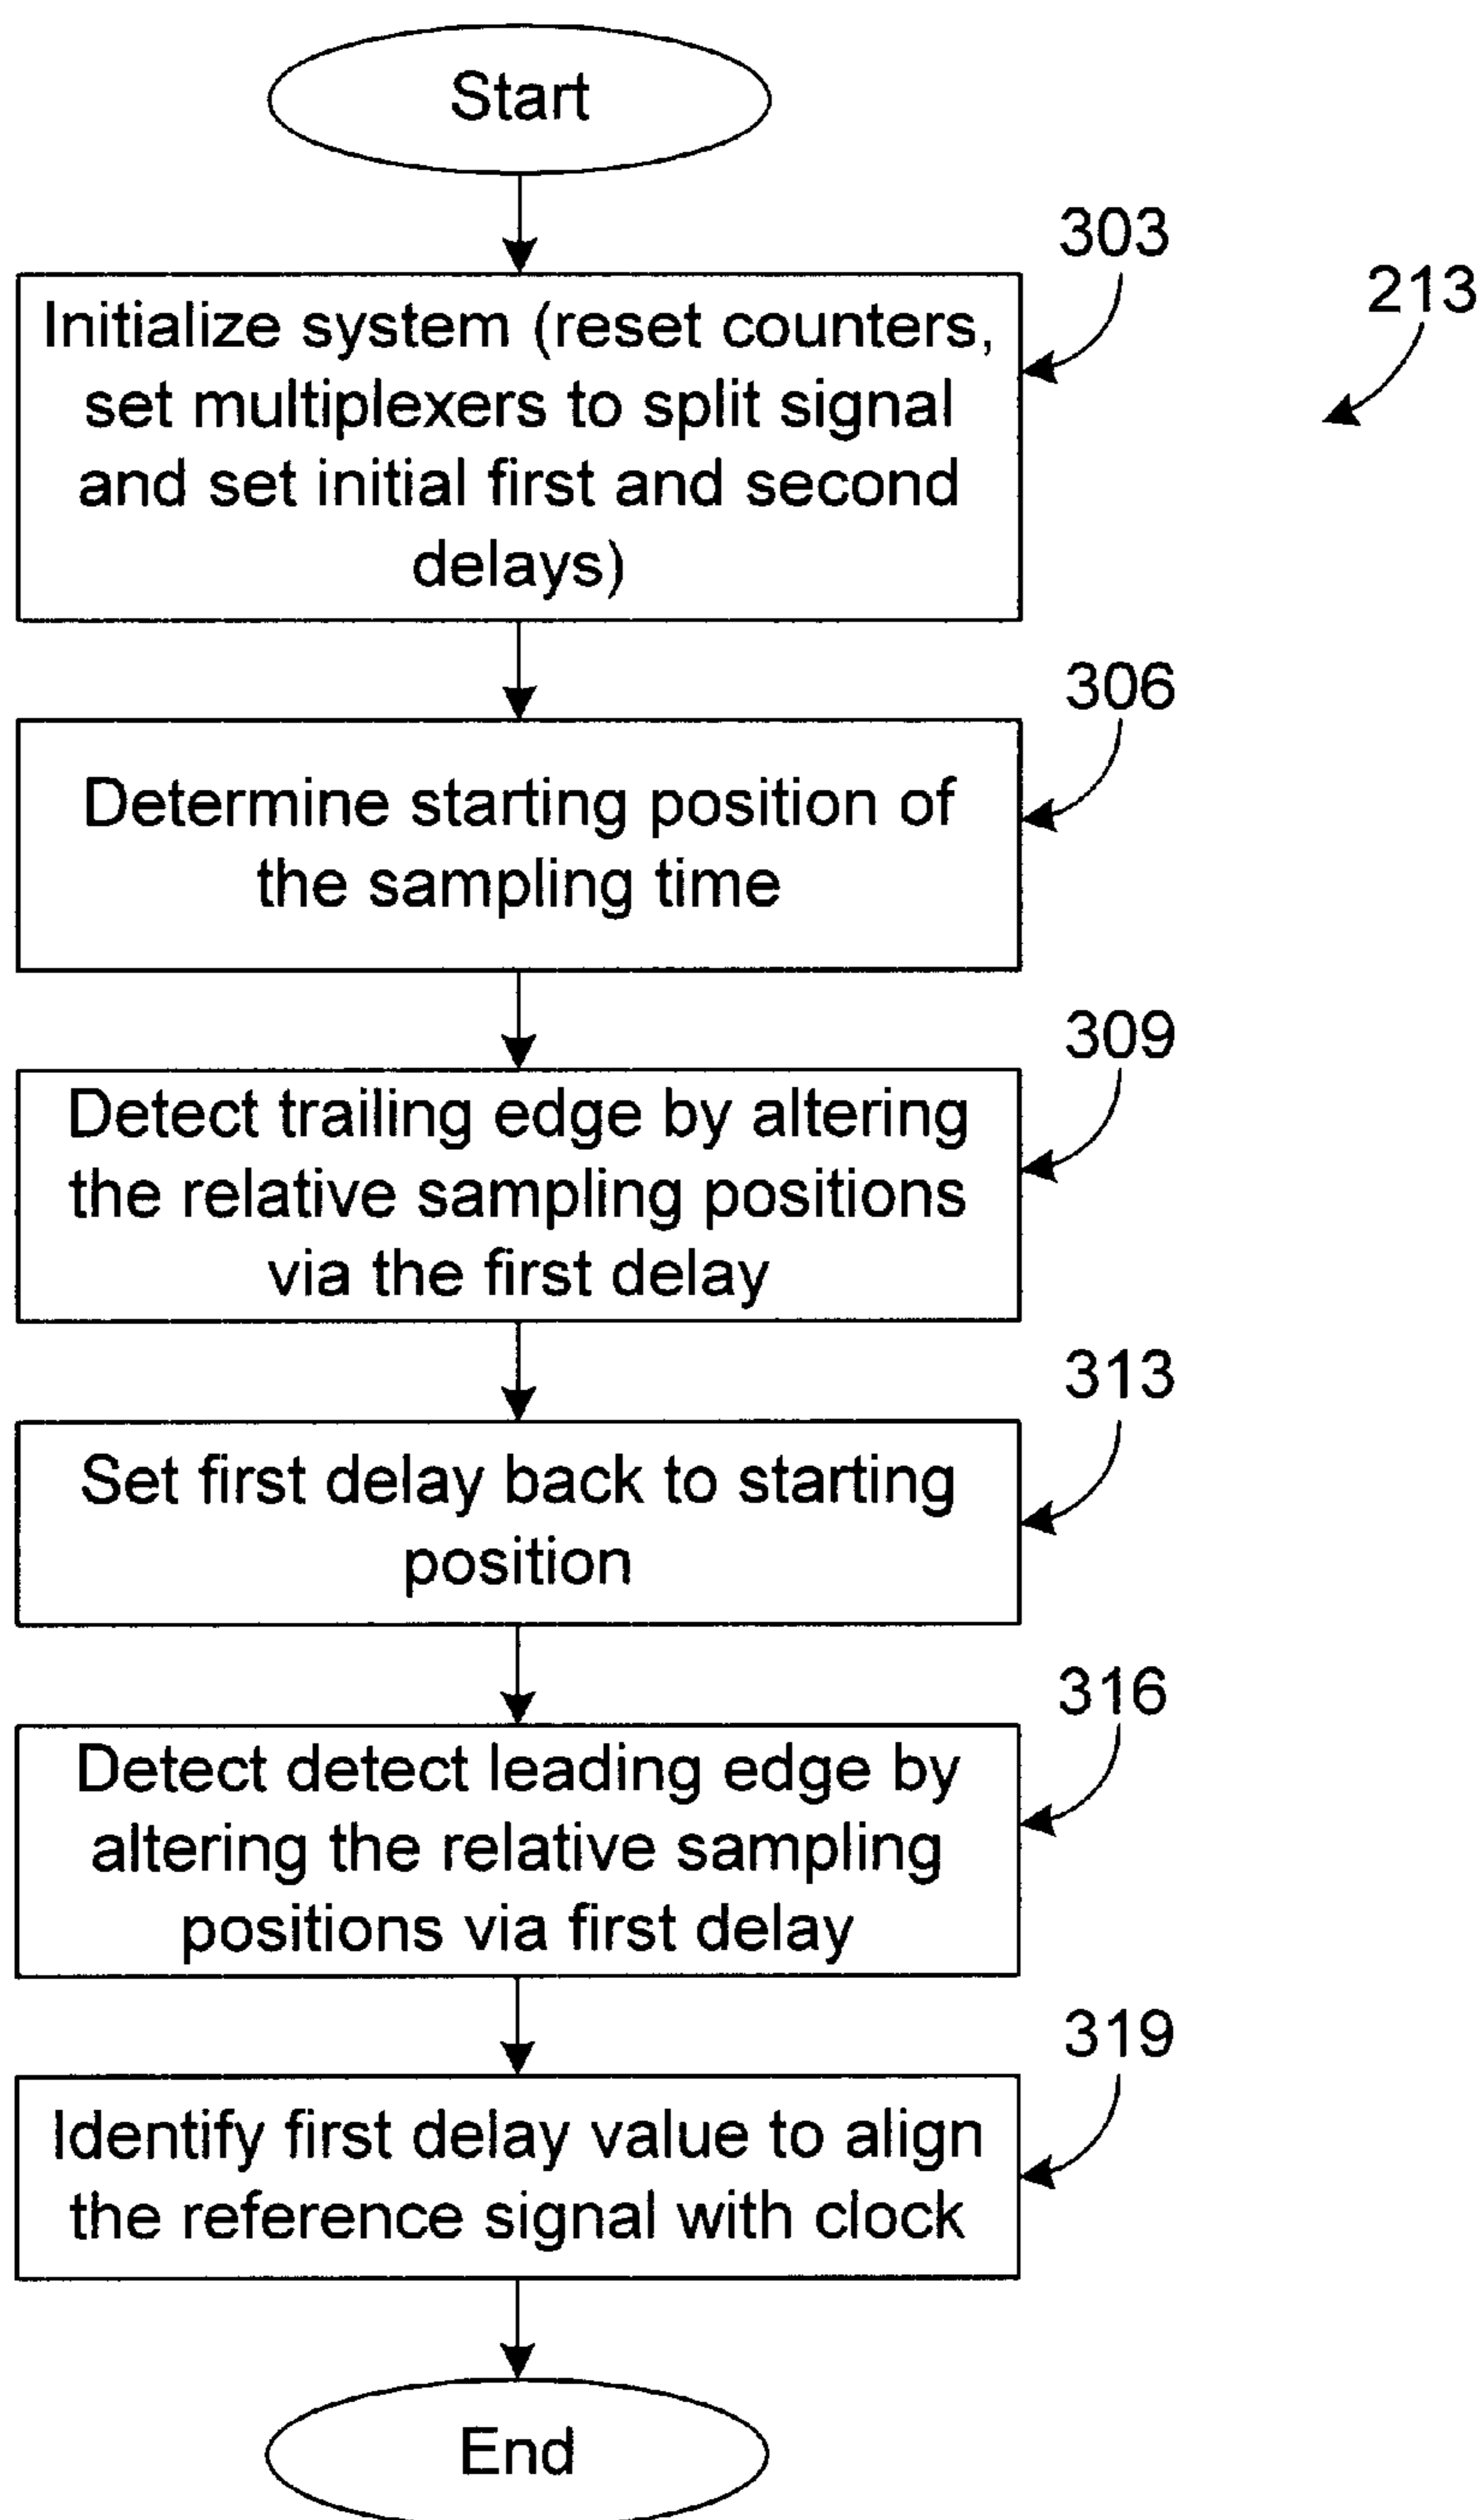 Start
303
213
Initialize system (reset counters,
set multiplexers to split signal
and set initial first and second
delays)
306
Determine starting position of
the sampling time
309
Detect trailing edge by altering
the relative sampling positions
via the first delay
313
Set first delay back to starting
position
316
Detect detect leading edge by
altering the relative sampling
positions via first delay
319
Identify first delay value to align
the reference signal with clock
End